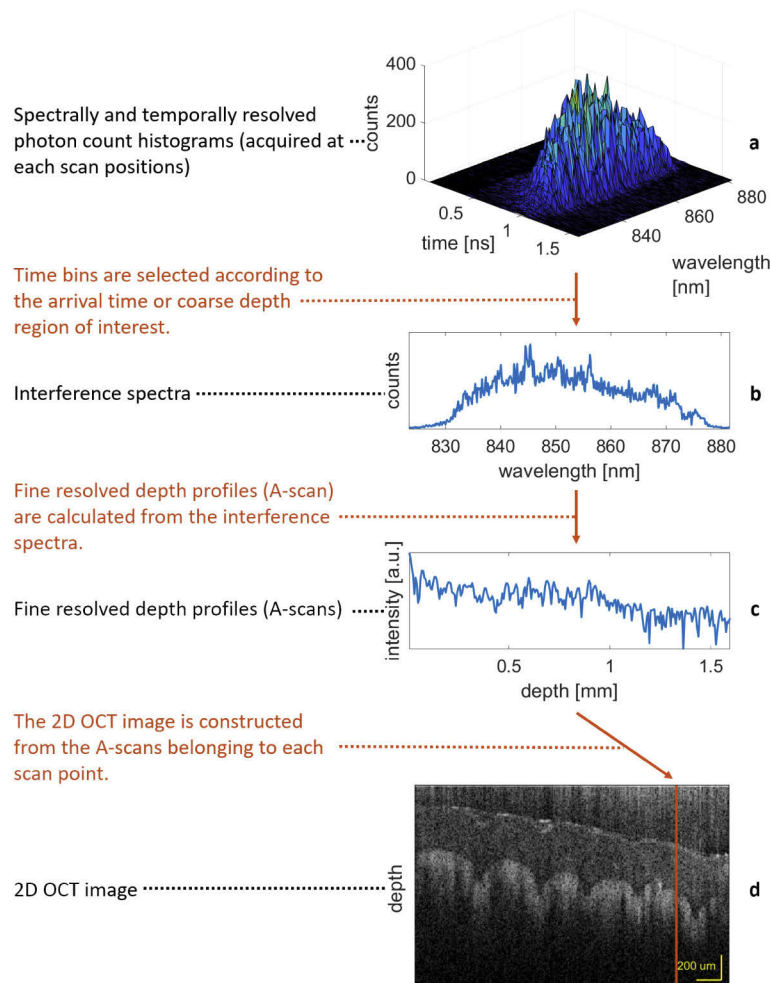 400
200
0
counts
0.5
1
1.5
time [ns]
840
860
880
wavelength
[nm]
a
Spectrally and temporally resolved
photon count histograms (acquired at
each scan positions)
Time bins are selected according to
the arrival time or coarse depth
region of interest.
Interference spectra
counts
b
830 840 850 860 870 880
wavelength [nm]
Fine resolved depth profiles (A-scan)
are calculated from the interference
spectra.
Fine resolved depth profiles (A-scans)
intensity [a.u.]
c
0.5 1 1.5
depth [mm]
The 2D OCT image is constructed
from the A-scans belonging to each
scan point.
2D OCT image
depth
d
200 um